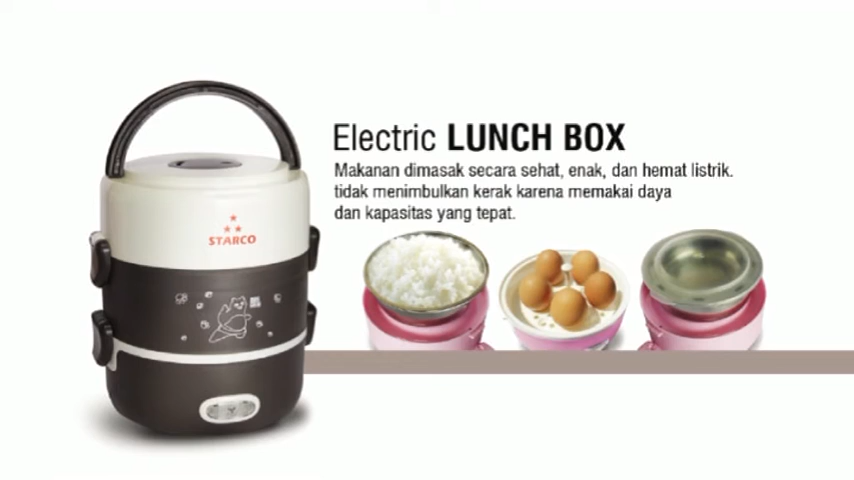 Electric LUNCH BOX
Makanan dimasak secara sehat, enak, dan hemat listrik.
tidak menimbulkan kerak karena memakai daya
dan kapasitas yang tepat.
STARCO